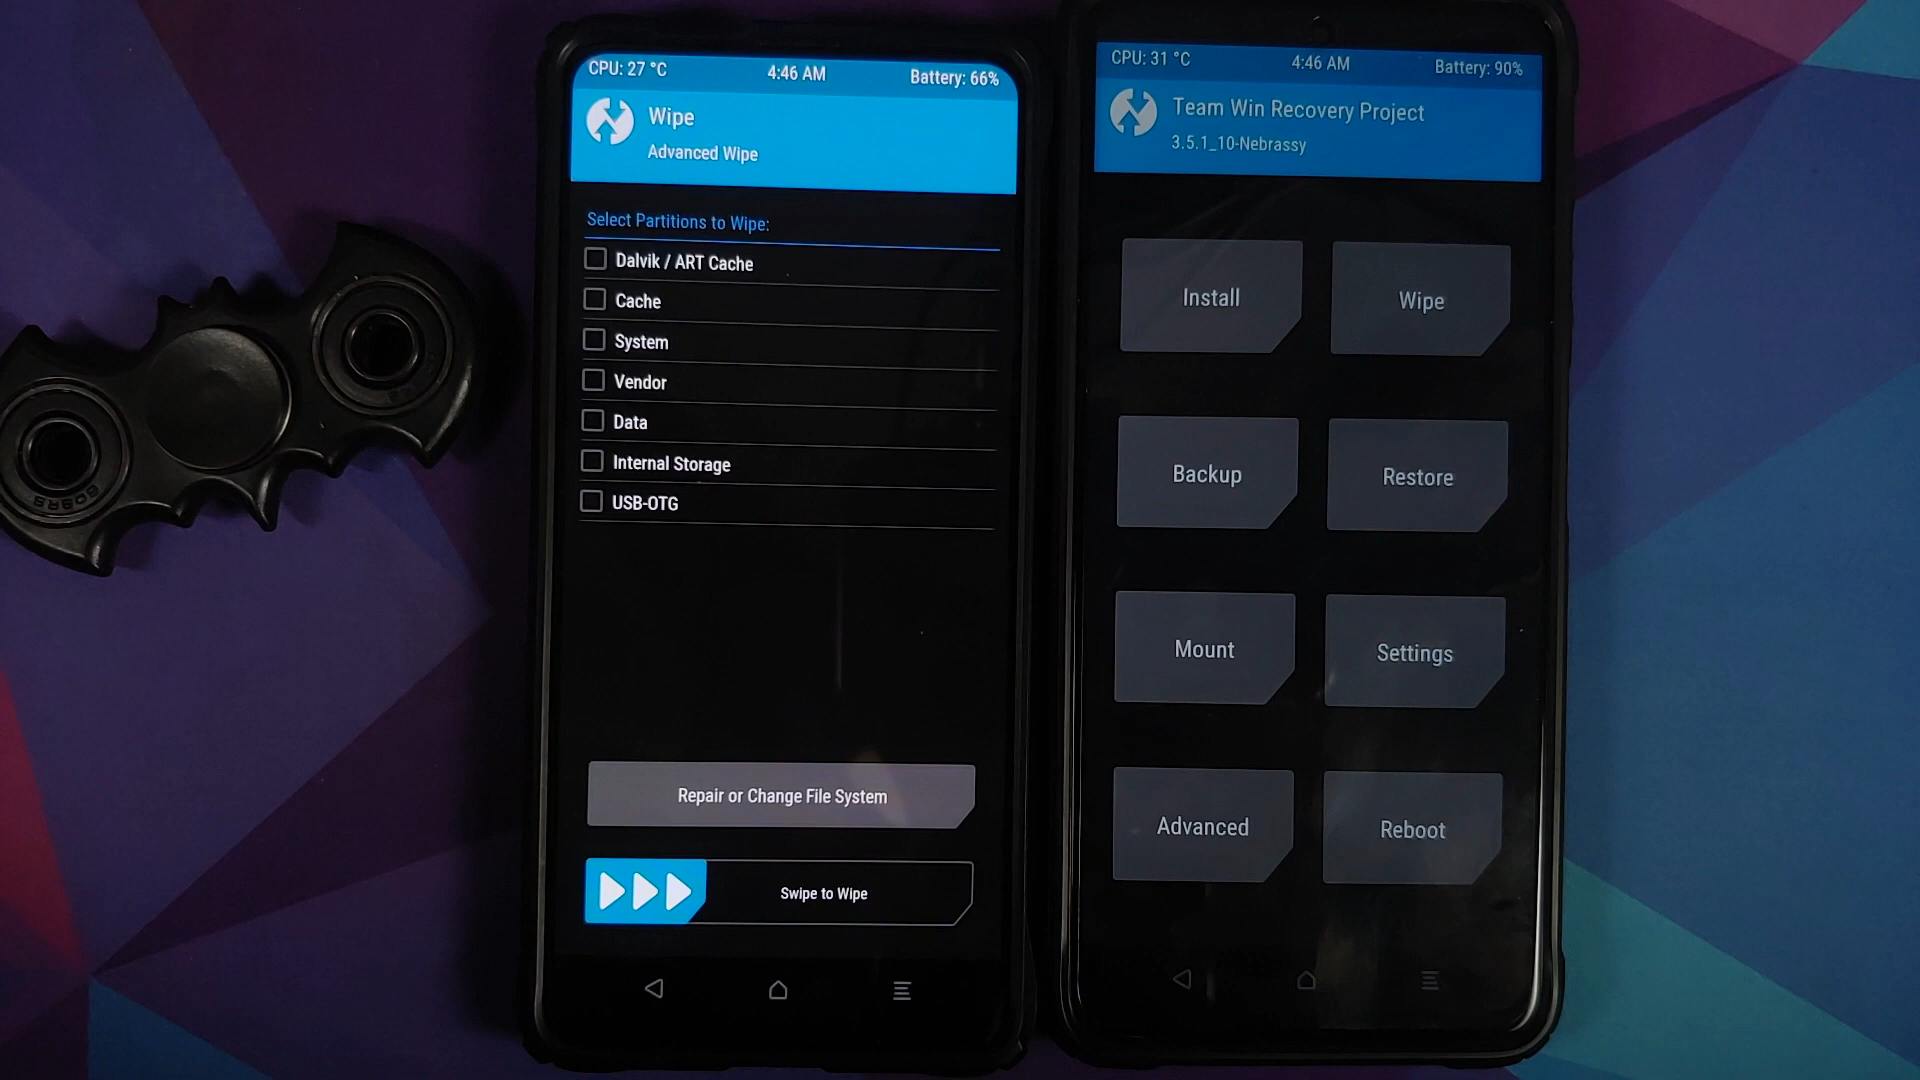 CPU: 27 °C
4:46 AM
Battery: 66%
Wipe
Advanced Wipe
Select Partitions to Wipe:
Dalvik / ART Cache
Cache
System
Vendor
Data
Internal Storage
USB-OTG
Repair or Change File System
Swipe to Wipe
CPU: 31 °C
4:46 AM
Battery: 90%
Team Win Recovery Project
3.5.1_10-Nebrassy
Install
Wipe
Backup
Restore
Mount
Settings
Advanced
Reboot